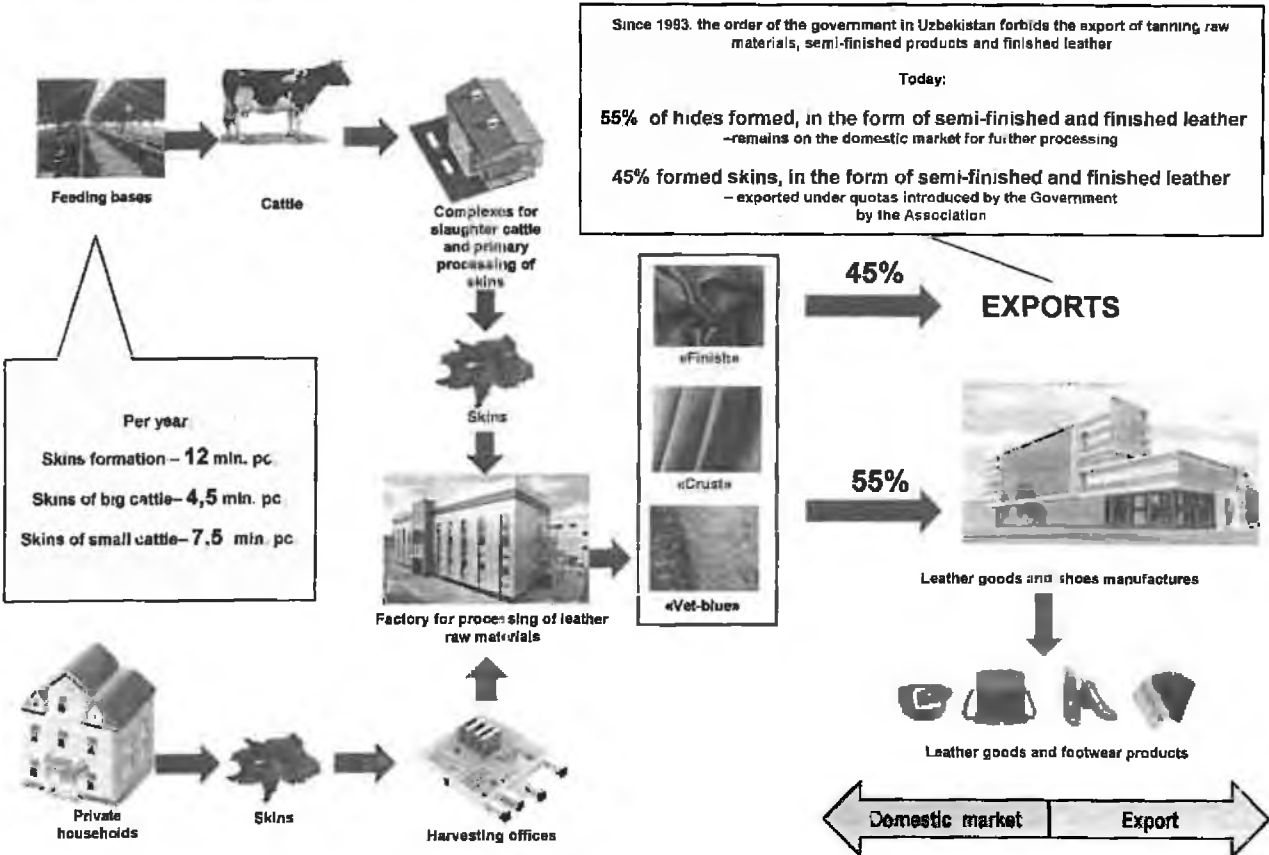 Since 1993. the order of the government in Uzbekistan forbids the export of tanning raw
materials, semi-finished products and finished leather
Today:
55% of hides formed, in the form of semi-finished and finished leather
–remains on the domestic market for further processing
45% formed skins, in the form of semi-finished and finished leather
– exported under quotas introduced by the Government
by the Association
Feeding bases
Cattle
Complexes for
slaughter cattle
and primary
processing of
skins
45%
EXPORTS
«Finish»
Skins
Per year
Skins formation – 12 mln. pc
Skins of big cattle– 4,5 mln. pc
Skins of small cattle– 7,5 mln. pc
«Crust»
55%
«Vet-blue»
Leather goods and shoes manufactures
Factory for processing of leather
raw materials
Leather goods and footwear products
Private
households
Skins
Harvesting offices
Domestic market
Export